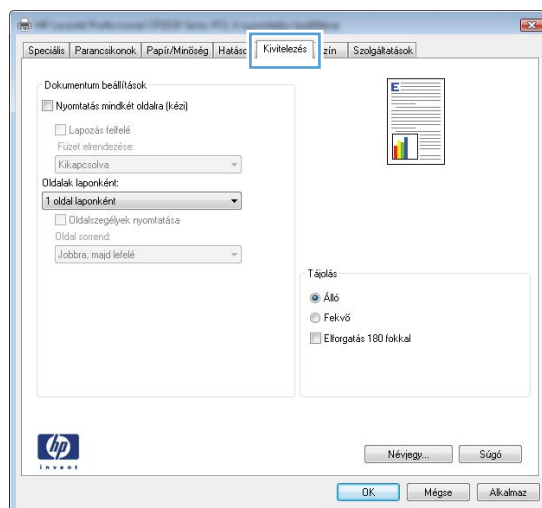 Speciális Parancsikonok Papír/Minőség Kivitelezés Szolgáltatások
Dokumentum beállítások
Nyomtatás mindkét oldalra (kézi)
Lapozás felfelé
Füzet elrendezése:
Kikapcsolva
Oldalak laponként:
1 oldal laponként
Oldalszegélyek nyomtatása
Oldal sorrend:
Jobbra, majd lefelé
E
Tájolás
Álló
Fekvő
Elforgatás 180 fokkal
hp
invent
Névjegy... Súgó
OK Mégse Alkalmaz